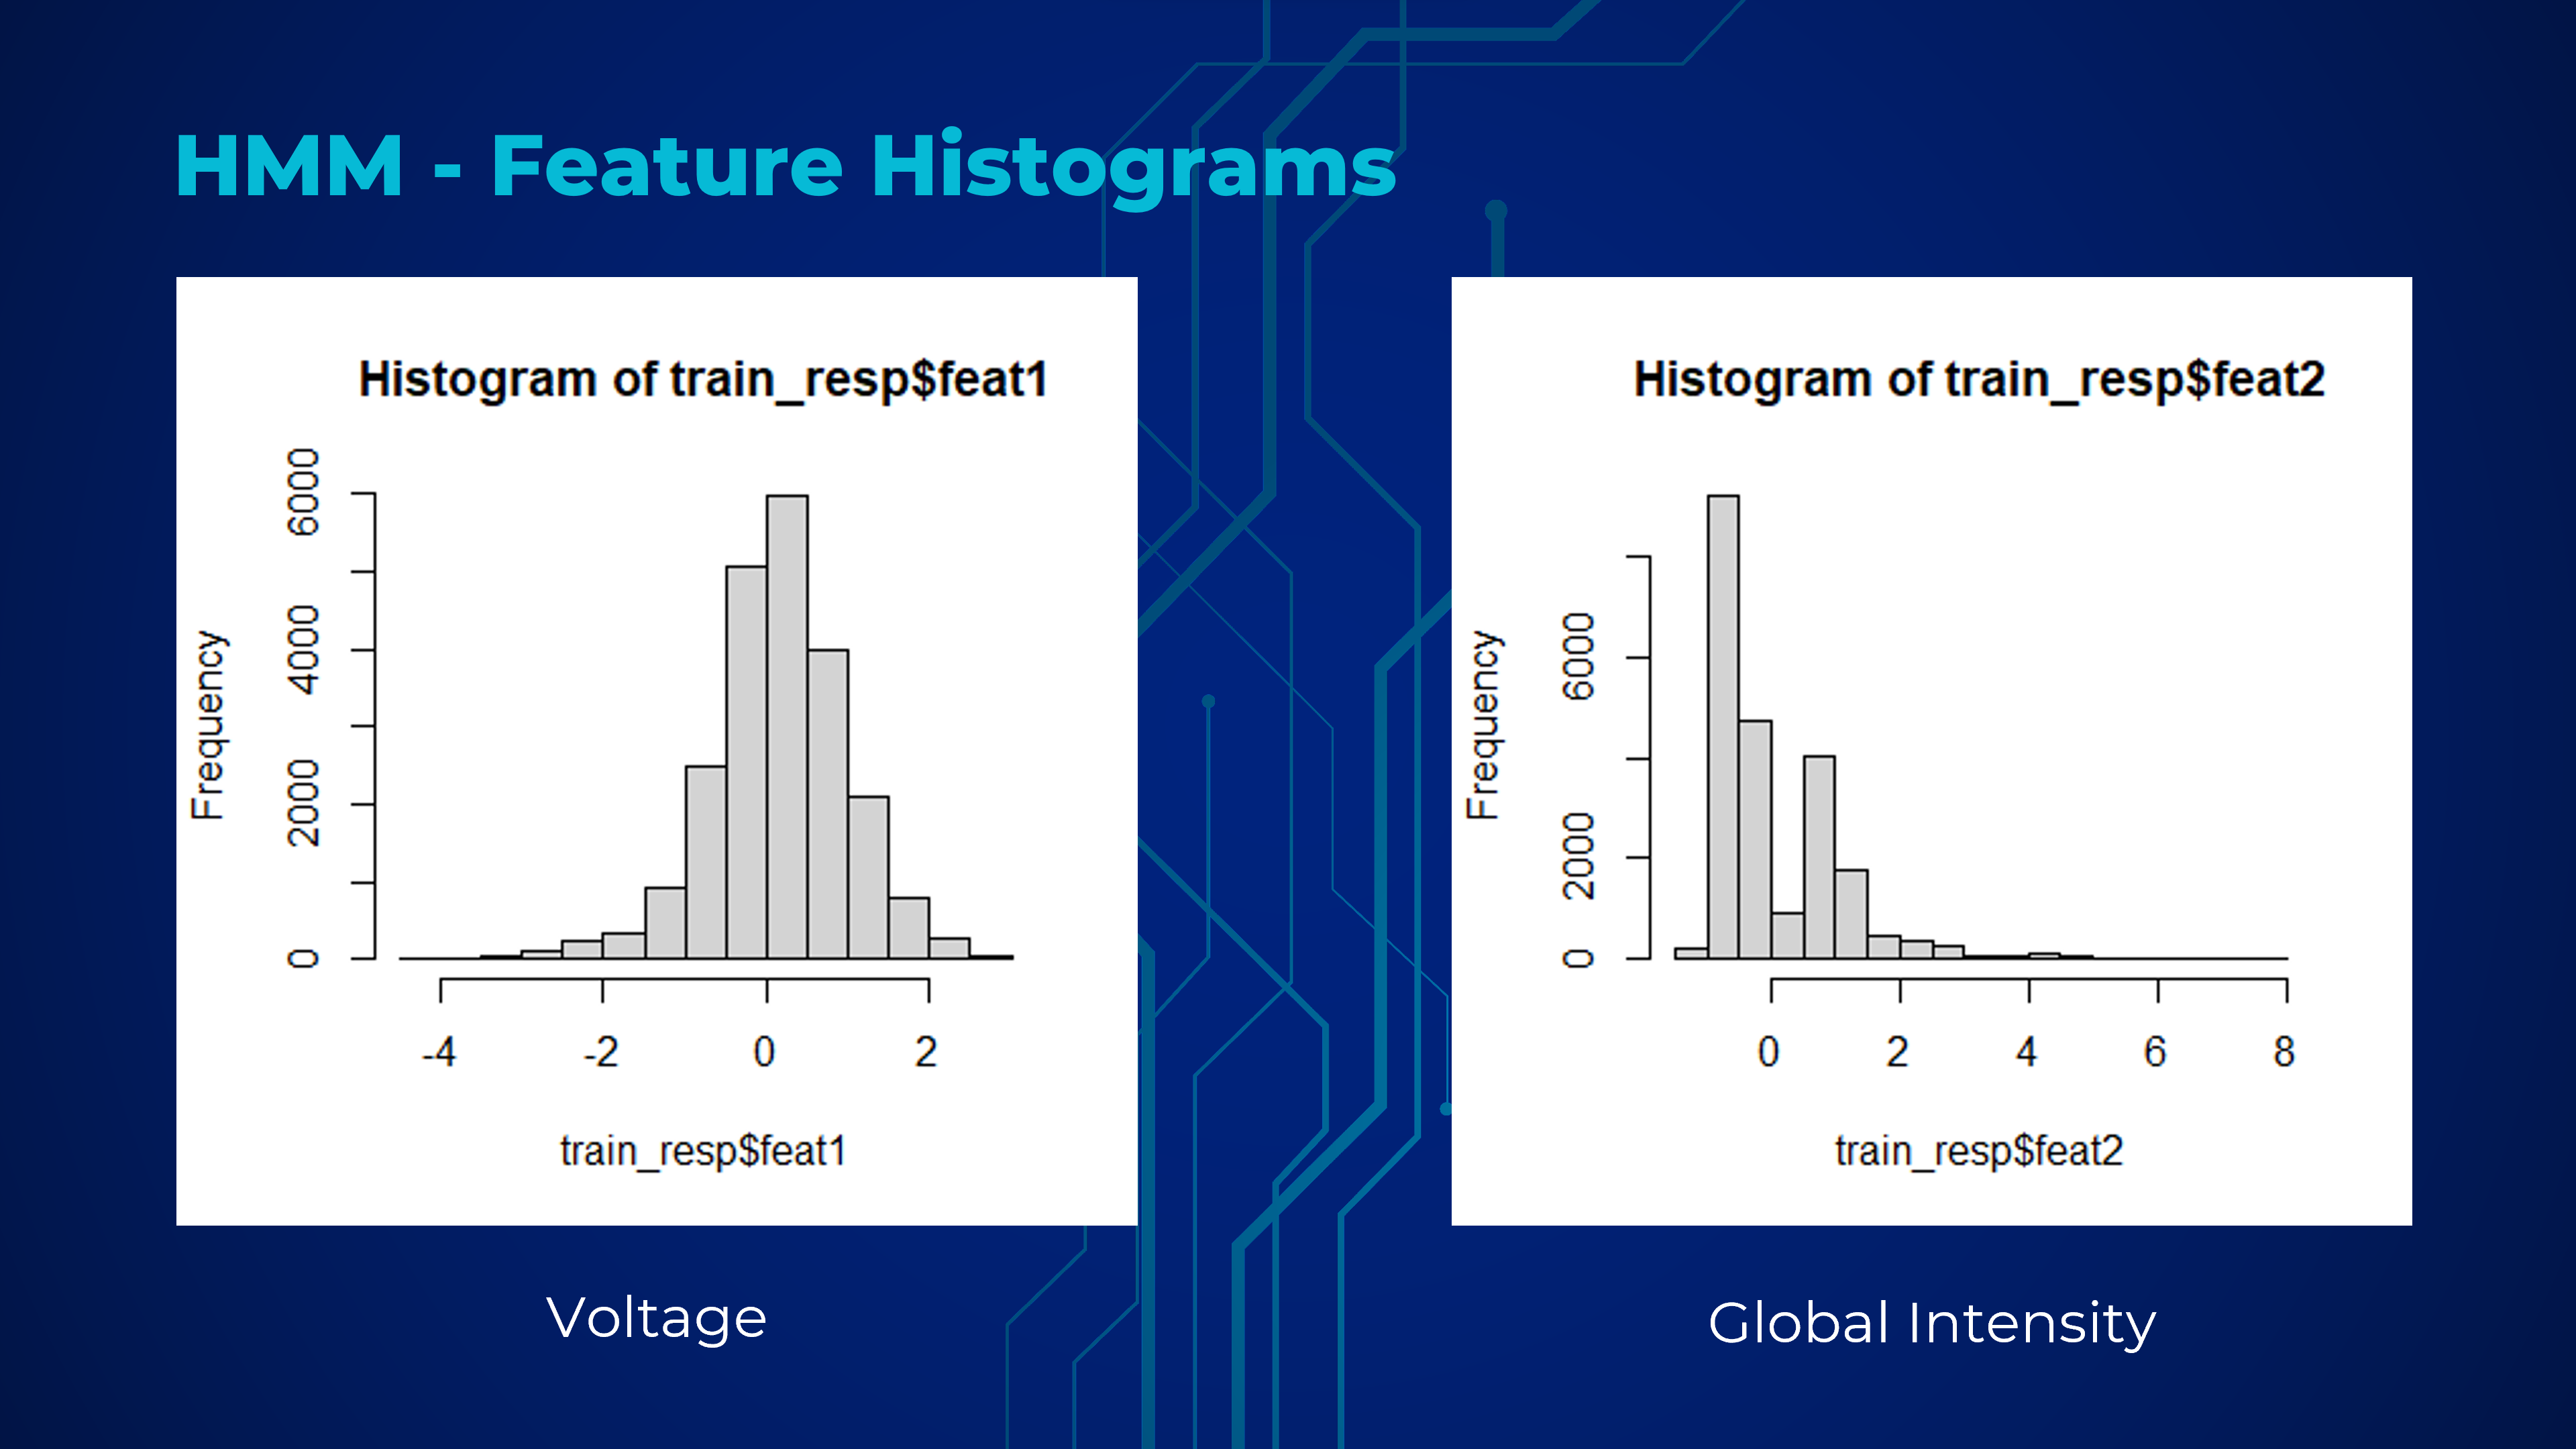 HMM - Feature Histograms
Histogram of train_resp$feat1
Frequency
0
2000
4000
6000
-4
-2
0
2
train_resp$feat1
Voltage
Histogram of train_resp$feat2
Frequency
0
2000
6000
0
2
4
6
8
train_resp$feat2
Global Intensity